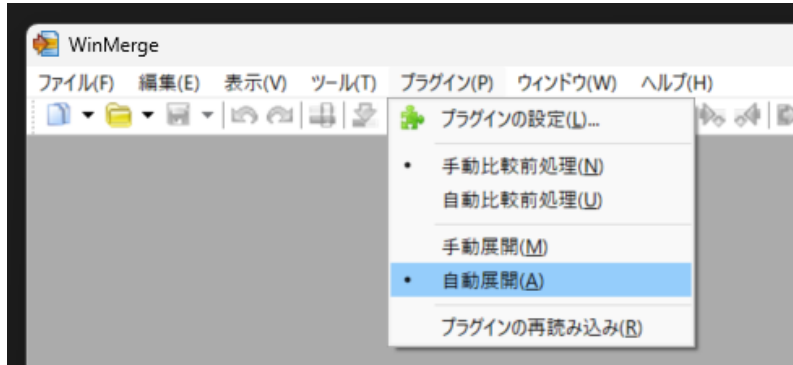 WinMerge
ファイル(F) 編集(E) 表示(V) ツール(T) プラグイン(P) ウィンドウ(W) ヘルプ(H)
プラグインの設定(L)...
手動比較前処理(N)
自動比較前処理(U)
手動展開(M)
自動展開(A)
プラグインの再読み込み(R)